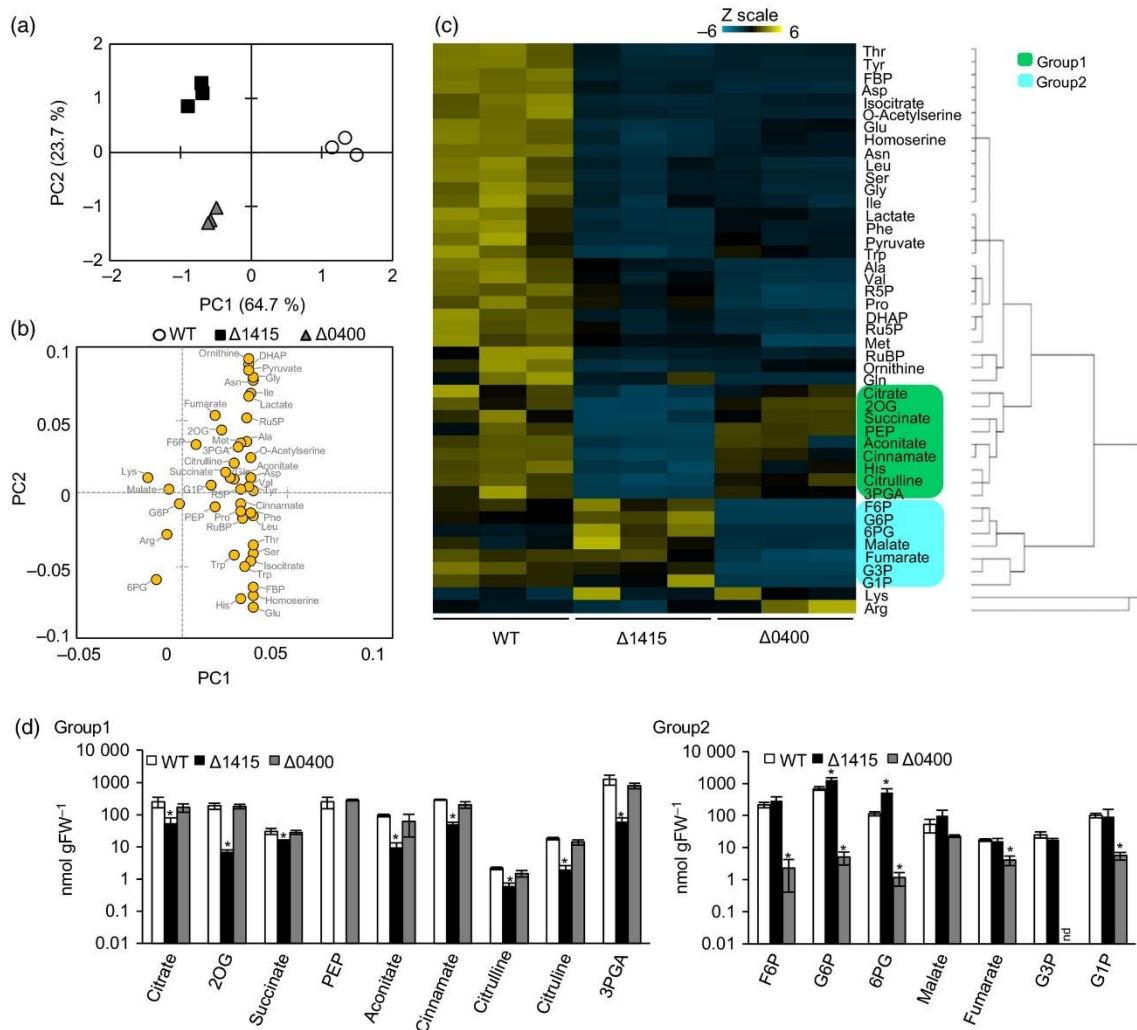 (a)
2
1
0
–1
–2
PC2 (23.7 %)
–2
–1
0
1
2
PC1 (64.7 %)
WT
Δ1415
Δ0400
(b)
0.1
0.05
0
–0.05
–0.1
PC2
–0.05
0
0.05
0.1
PC1
Ornithine
DHAP
Pyruvate
Asn
Gly
Ile
Lactate
Fumarate
Ru5P
2OG
F6P
Met
Ala
3PGA
O-Acetylserine
Citrulline
Aconitate
Succinate
Gln
Asp
Lys
Val
Malate
G1P
R5P
Tyr
G6P
Cinnamate
PEP
Pro
Phe
RuBP
Leu
Arg
Thr
Ser
Trp
Isocitrate
Trp
6PG
FBP
His
Homoserine
Glu
(c)
Z scale
–6
6
Thr
Tyr
FBP
Asp
Isocitrate
O-Acetylserine
Glu
Homoserine
Asn
Leu
Ser
Gly
Ile
Lactate
Phe
Pyruvate
Trp
Ala
Val
R5P
Pro
DHAP
Ru5P
Met
RuBP
Ornithine
Gln
Citrate
2OG
Succinate
PEP
Aconitate
Cinnamate
His
Citrulline
3PGA
F6P
G6P
6PG
Malate
Fumarate
G3P
G1P
Lys
Arg
WT
Δ1415
Δ0400
Group1
Group2
(d)
Group1
10 000
1000
100
10
1
0.1
0.01
nmol gFW–1
WT
Δ1415
Δ0400
*
*
*
*
*
*
*
*
Citrate
2OG
Succinate
PEP
Aconitate
Cinnamate
Citrulline
Citruline
3PGA
Group2
10 000
1000
100
10
1
0.1
0.01
nmol gFW–1
WT
Δ1415
Δ0400
*
*
*
*
*
*
*
nd
F6P
G6P
6PG
Malate
Fumarate
G3P
G1P